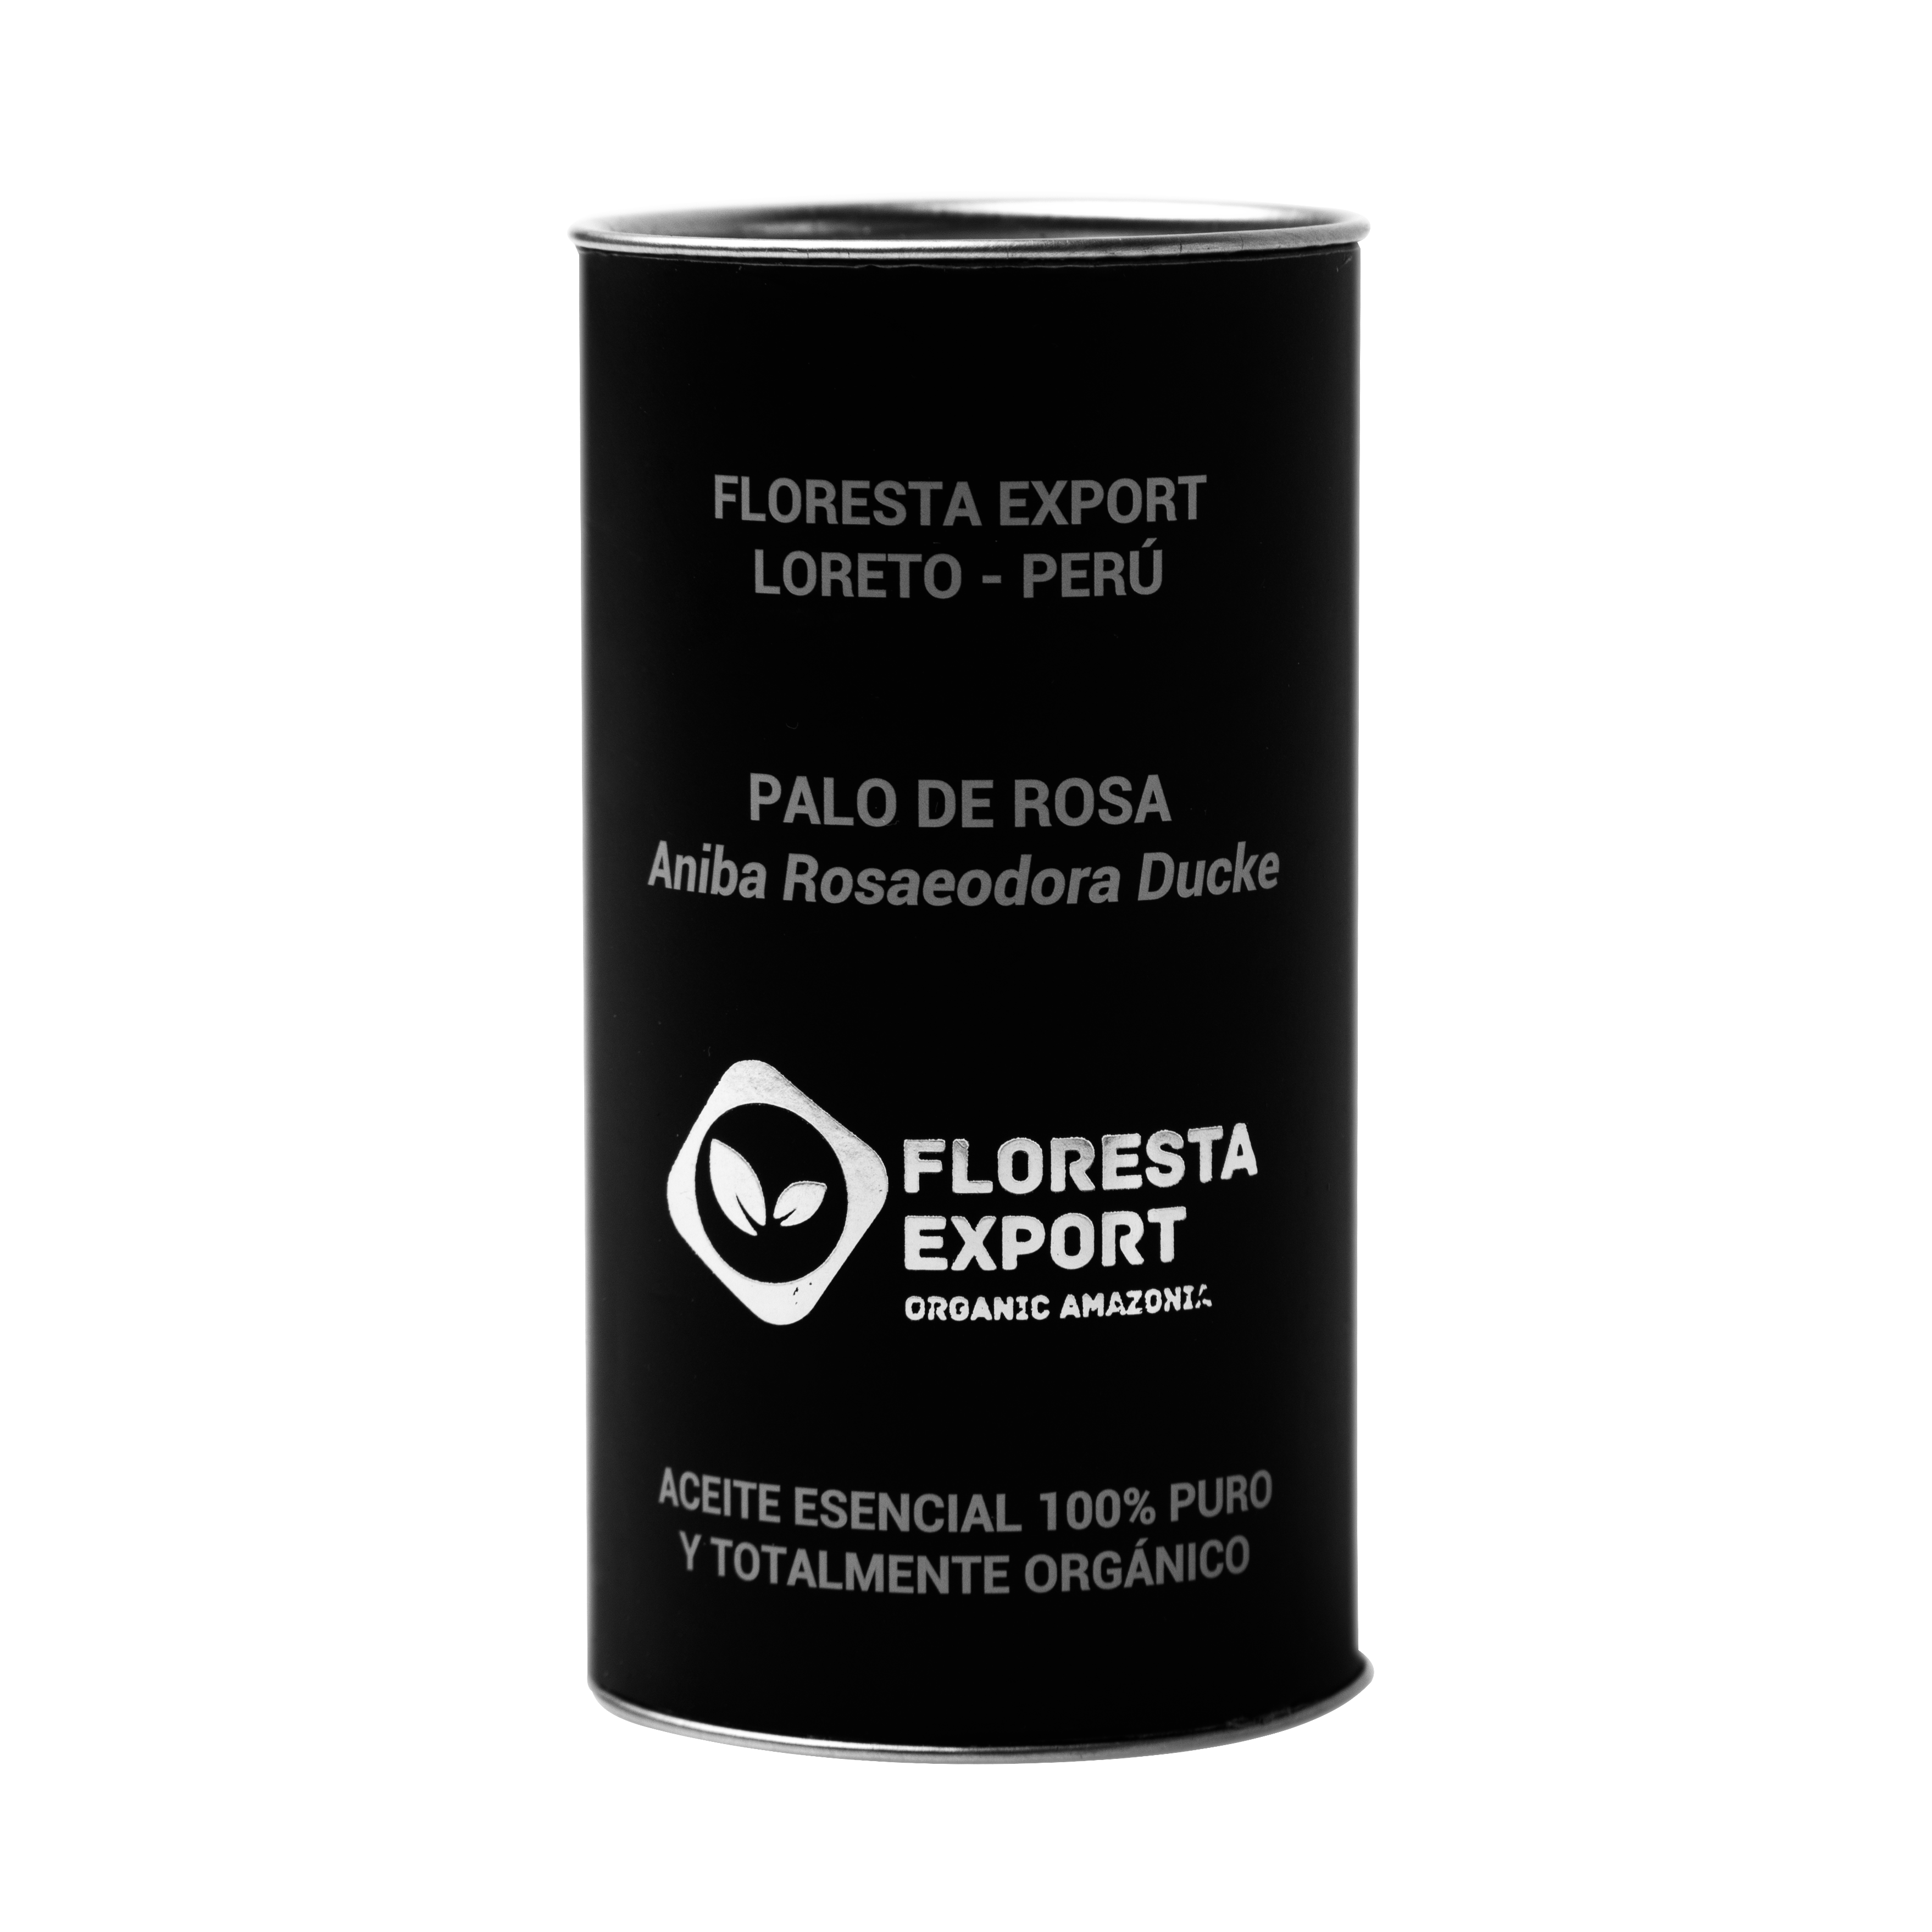 FLORESTA EXPORT
LORETO - PERÚ
PALO DE ROSA
Aniba Rosaeodora Ducke
FLORESTA
EXPORT
ORGANIC AMAZONIA
ACEITE ESENCIAL 100% PURO
Y TOTALMENTE ORGÁNICO